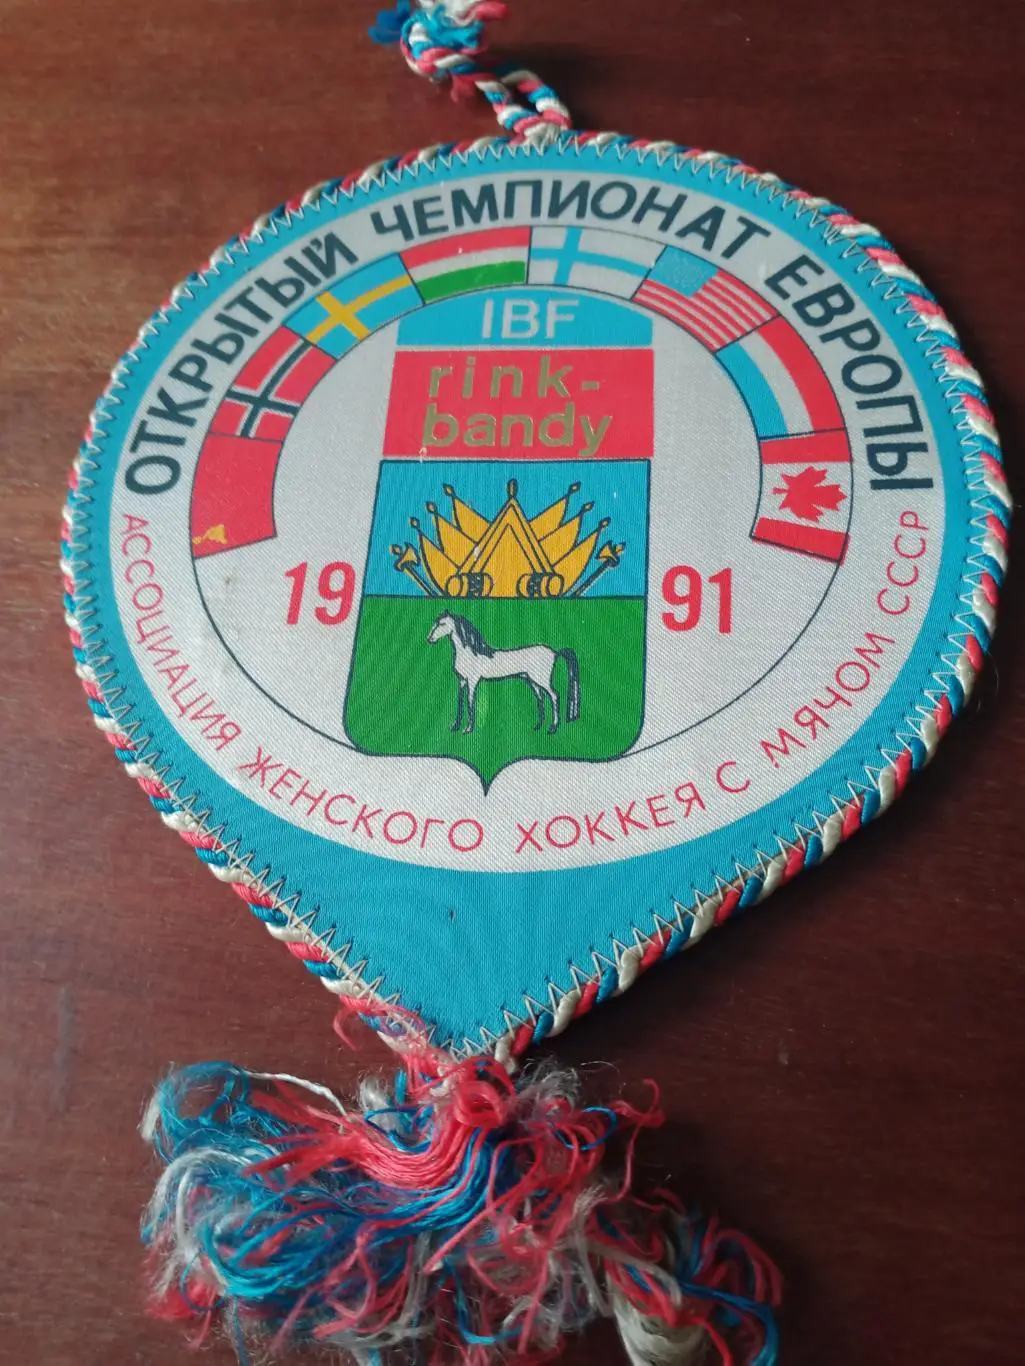 ОТКРЫТЫЙ ЧЕМПИОНАТ ЕВРОПЫ
IBF
rink-
bandy
19 91
АССОЦИАЦИЯ ЖЕНСКОГО ХОККЕЯ С МЯЧОМ СССР